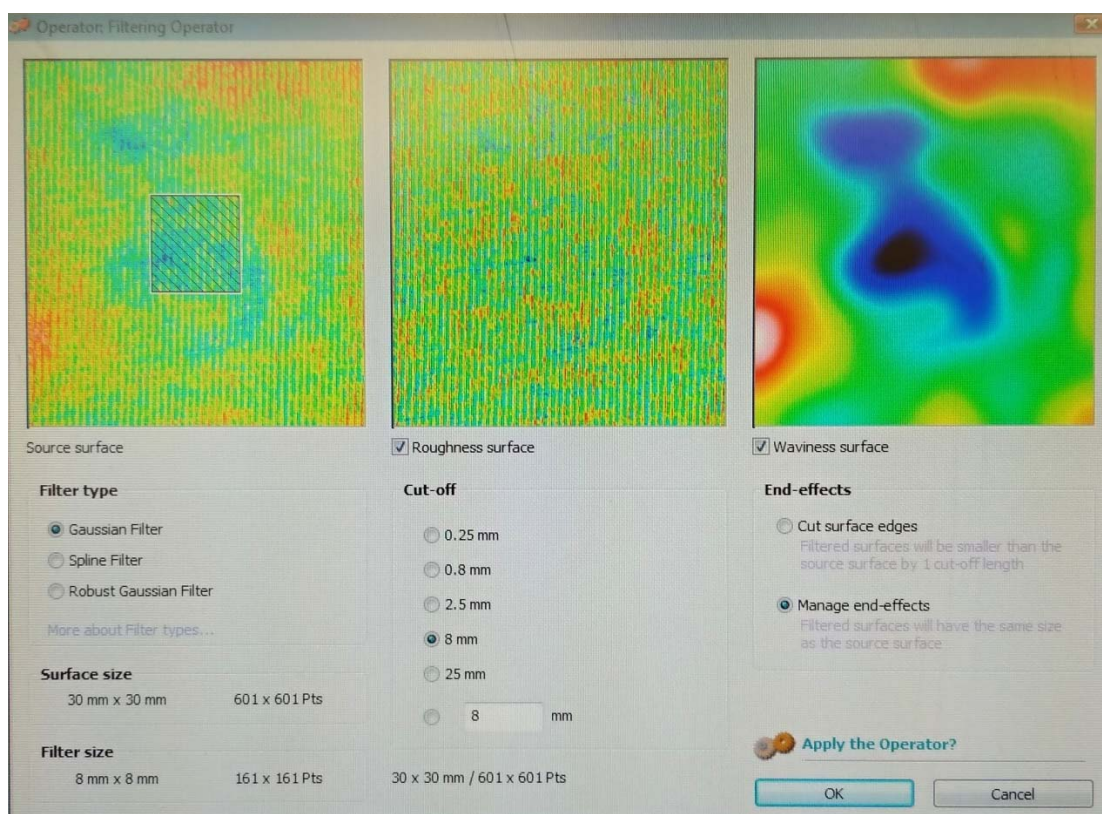 Operator: Filtering Operator
Source surface
Roughness surface
Waviness surface
Filter type
Gaussian Filter
Spline Filter
Robust Gaussian Filter
More about Filter types...
Surface size
30 mm x 30 mm 601 x 601 Pts
Filter size
8 mm x 8 mm 161 x 161 Pts
Cut-off
0.25 mm
0.8 mm
2.5 mm
8 mm
25 mm
8 mm
30 x 30 mm / 601 x 601 Pts
End-effects
Cut surface edges
Filtered surfaces will be smaller than the
source surface by 1 cut-off length
Manage end-effects
Filtered surfaces will have the same size
as the source surface
Apply the Operator?
OK
Cancel